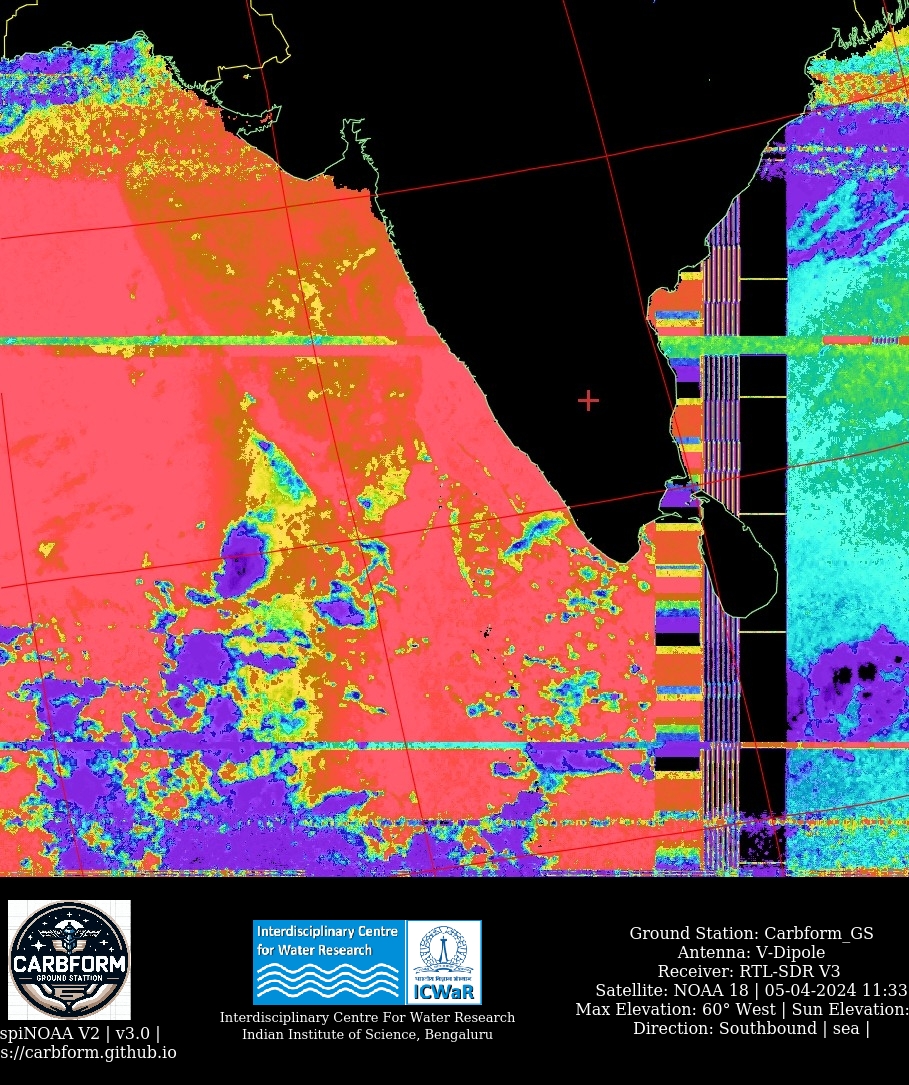 CARBFORM
GROUND STATION
spiNOAA V2 | v3.0 |
s://carbform.github.io
Interdisciplinary Centre
for Water Research
भारतीय विज्ञान संस्थान
ICWaR
Interdisciplinary Centre For Water Research
Indian Institute of Science, Bengaluru
Ground Station: Carbform_GS
Antenna: V-Dipole
Receiver: RTL-SDR V3
Satellite: NOAA 18 | 05-04-2024 11:33
Max Elevation: 60° West | Sun Elevation:
Direction: Southbound | sea |